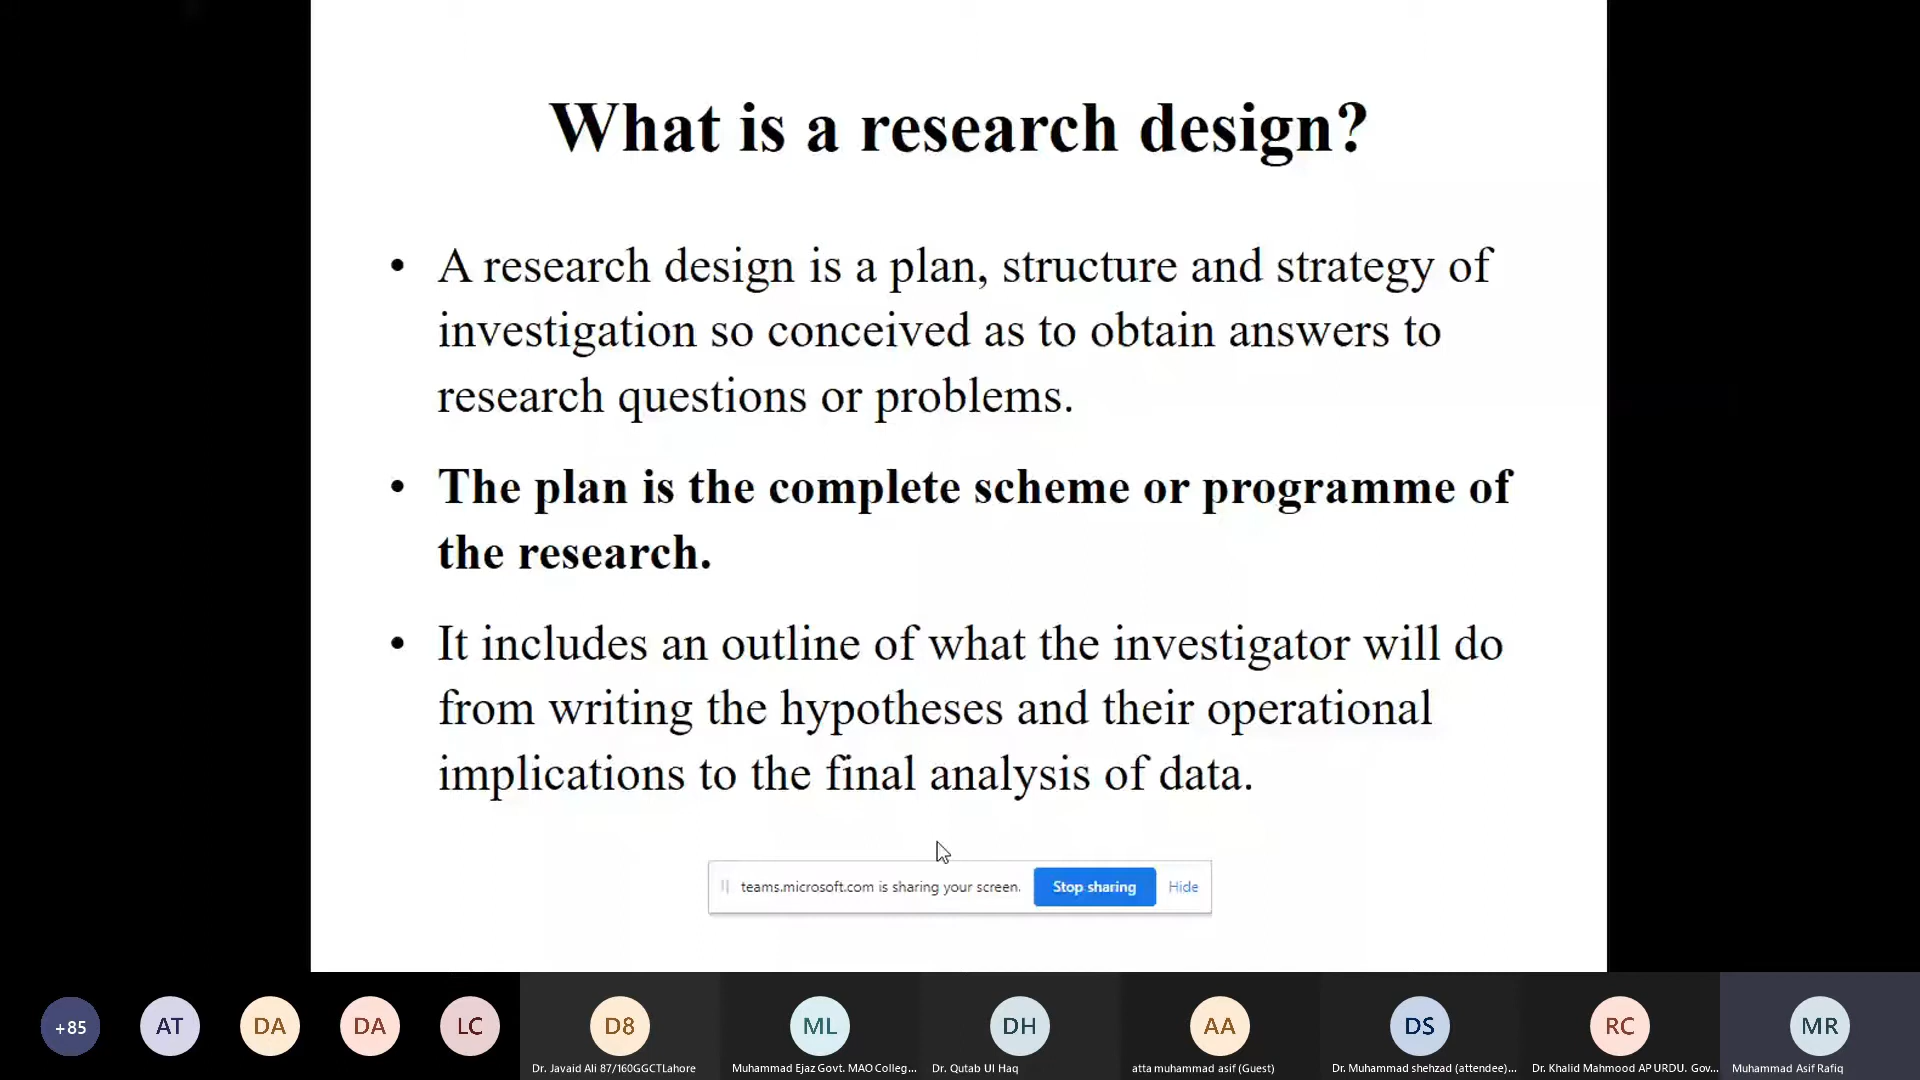 What is a research design?
• A research design is a plan, structure and strategy of
investigation so conceived as to obtain answers to
research questions or problems.
• The plan is the complete scheme or programme of
the research.
• It includes an outline of what the investigator will do
from writing the hypotheses and their operational
implications to the final analysis of data.
teams.microsoft.com is sharing your screen. Stop sharing Hide
+85 AT DA DA LC D8 ML DH AA DS RC MR
Dr. Javaid Ali 87/160GGCTLahore Muhammad Ejaz Govt. MAO Colleg... Dr. Qutab Ul Haq atta muhammad asif (Guest) Dr. Muhammad shehzad (attendee)... Dr. Khalid Mahmood AP URDU. Gov... Muhammad Asif Rafiq